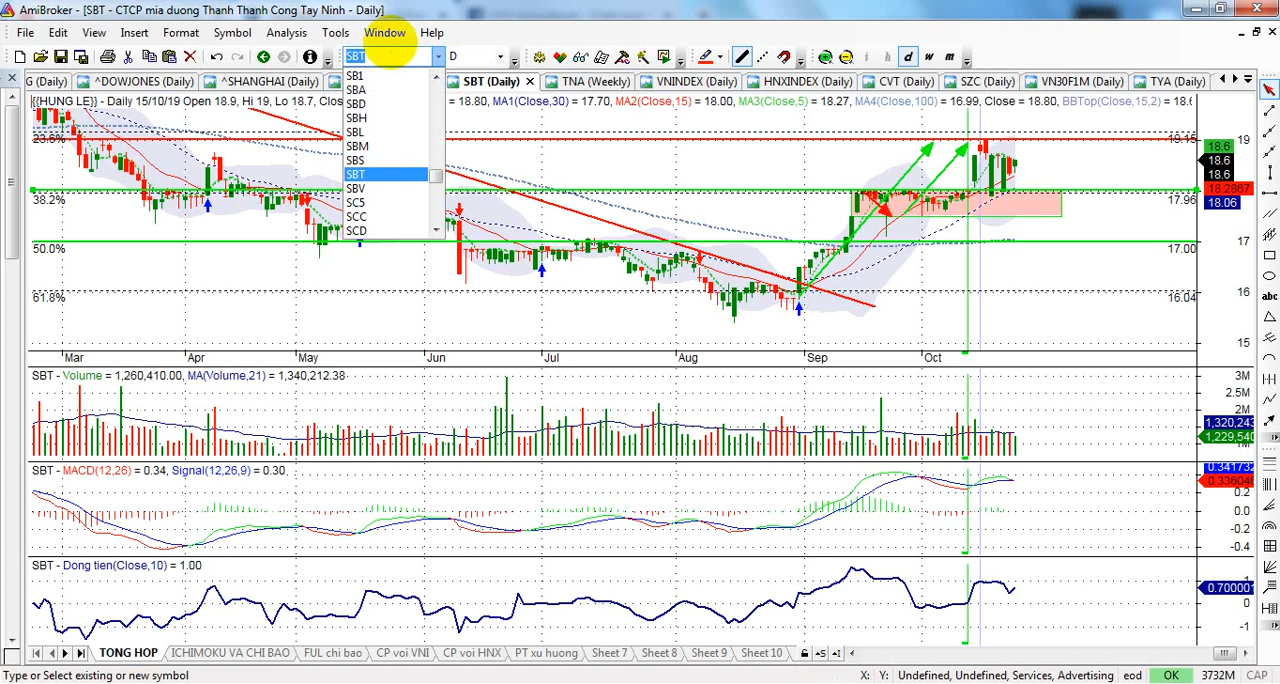 AmiBroker - [SBT - CTCP mia duong Thanh Thanh Cong Tay Ninh - Daily]
File Edit View Insert Format Symbol Analysis Tools Window Help
SBT D i h d w m
G (Daily) ^DOWJONES (Daily) ^SHANGHAI (Daily) SBT (Daily) TNA (Weekly) VNINDEX (Daily) HNXINDEX (Daily) CVT (Daily) SZC (Daily) VN30F1M (Daily) TYA (Daily)
SB1
SBA
SBD
SBH
SBL
SBM
SBS
SBT
SBV
SC5
SCC
SCD
{{HUNG LE}} - Daily 15/10/19 Open 18.9, Hi 19, Lo 18.7, = 18.80, MA1(Close,30) = 17.70, MA2(Close,15) = 18.00, MA3(Close,5) = 18.27, MA4(Close,100) = 16.99, Close = 18.80, BBTop(Close,15,2) =
23.6% 19.15
38.2% 17.96
50.0% 17.00
61.8% 16.04
19
18.6
18.6
18.6
18.2867
18.06
17
16
15
Mar Apr May Jun Jul Aug Sep Oct
SBT - Volume = 1,260,410.00, MA(Volume,21) = 1,340,212.38
3M
2.5M
2M
1,320,243
1,229,540
SBT - MACD(12,26) = 0.34, Signal(12,26,9) = 0.30
0.341732
0.336046
0.2
0.0
-0.2
-0.4
SBT - Dong tien(Close,10) = 1.00
1
0.700001
0
-1
TONG HOP ICHIMOKU VA CHI BAO FUL chi bao CP voi VNI CP voi HNX PT xu huong Sheet 7 Sheet 8 Sheet 9 Sheet 10
Type or Select existing or new symbol X: Y: Undefined, Undefined, Services, Advertising eod OK 3732M CAP